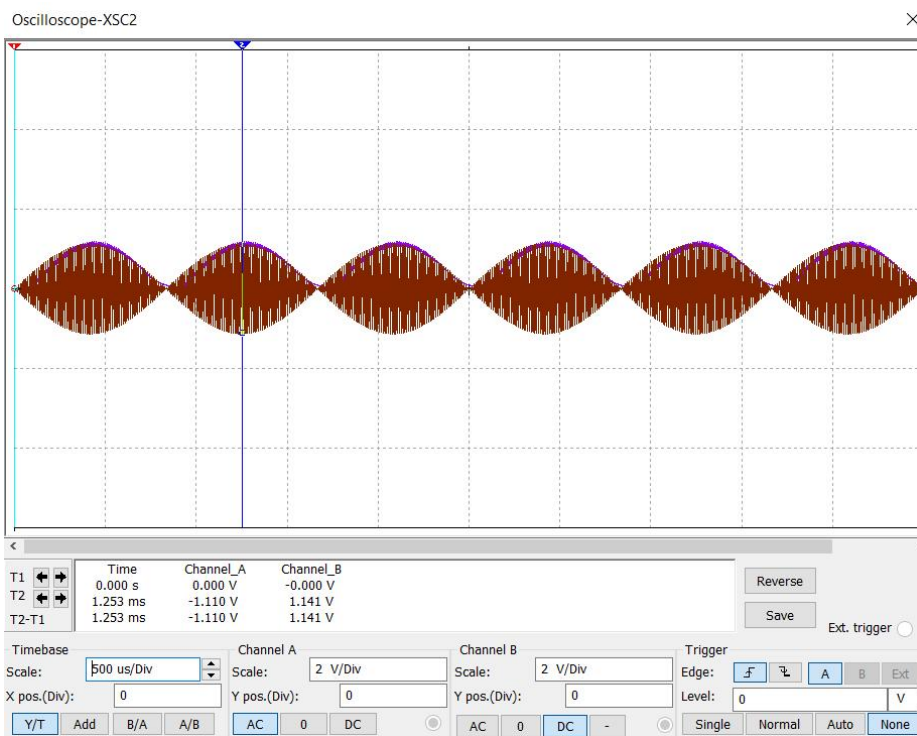 Oscilloscope-XSC2
1
2
T1
T2
T2-T1
Time Channel_A Channel_B
0.000 s 0.000 V -0.000 V
1.253 ms -1.110 V 1.141 V
1.253 ms -1.110 V 1.141 V
Reverse
Save
Ext. trigger
Timebase
Scale: 500 us/Div
X pos.(Div): 0
Y/T Add B/A A/B
Channel A
Scale: 2 V/Div
Y pos.(Div): 0
AC 0 DC
Channel B
Scale: 2 V/Div
Y pos.(Div): 0
AC 0 DC -
Trigger
Edge: A B Ext
Level: 0 V
Single Normal Auto None